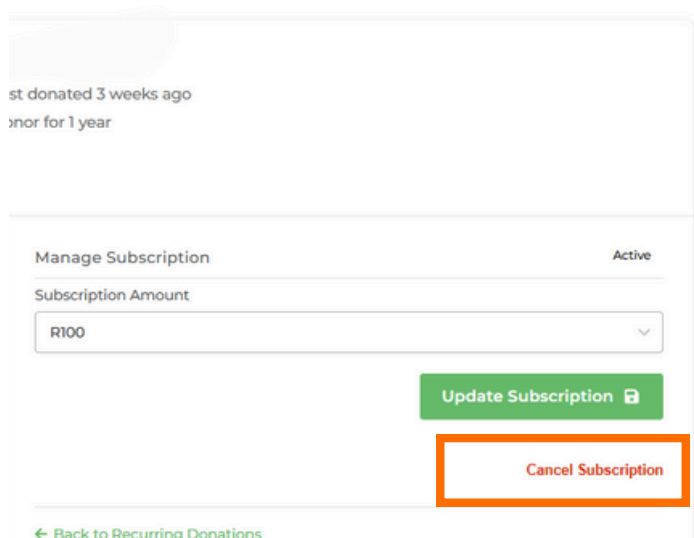 st donated 3 weeks ago
onor for 1 year
Manage Subscription
Active
Subscription Amount
R100
Update Subscription
Cancel Subscription
← Back to Recurring Donations